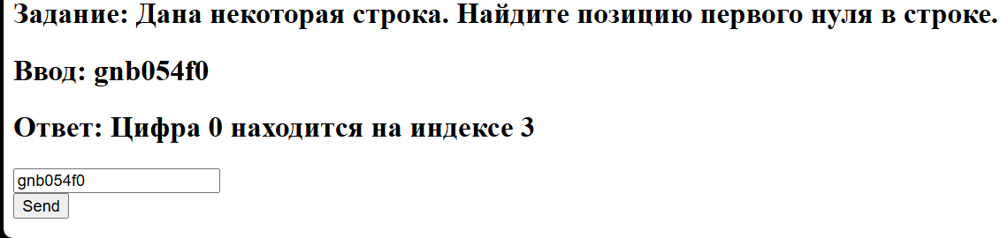 Задание: Дана некоторая строка. Найдите позицию первого нуля в строке.
Ввод: gnb054f0
Ответ: Цифра 0 находится на индексе 3
gnb054f0
Send